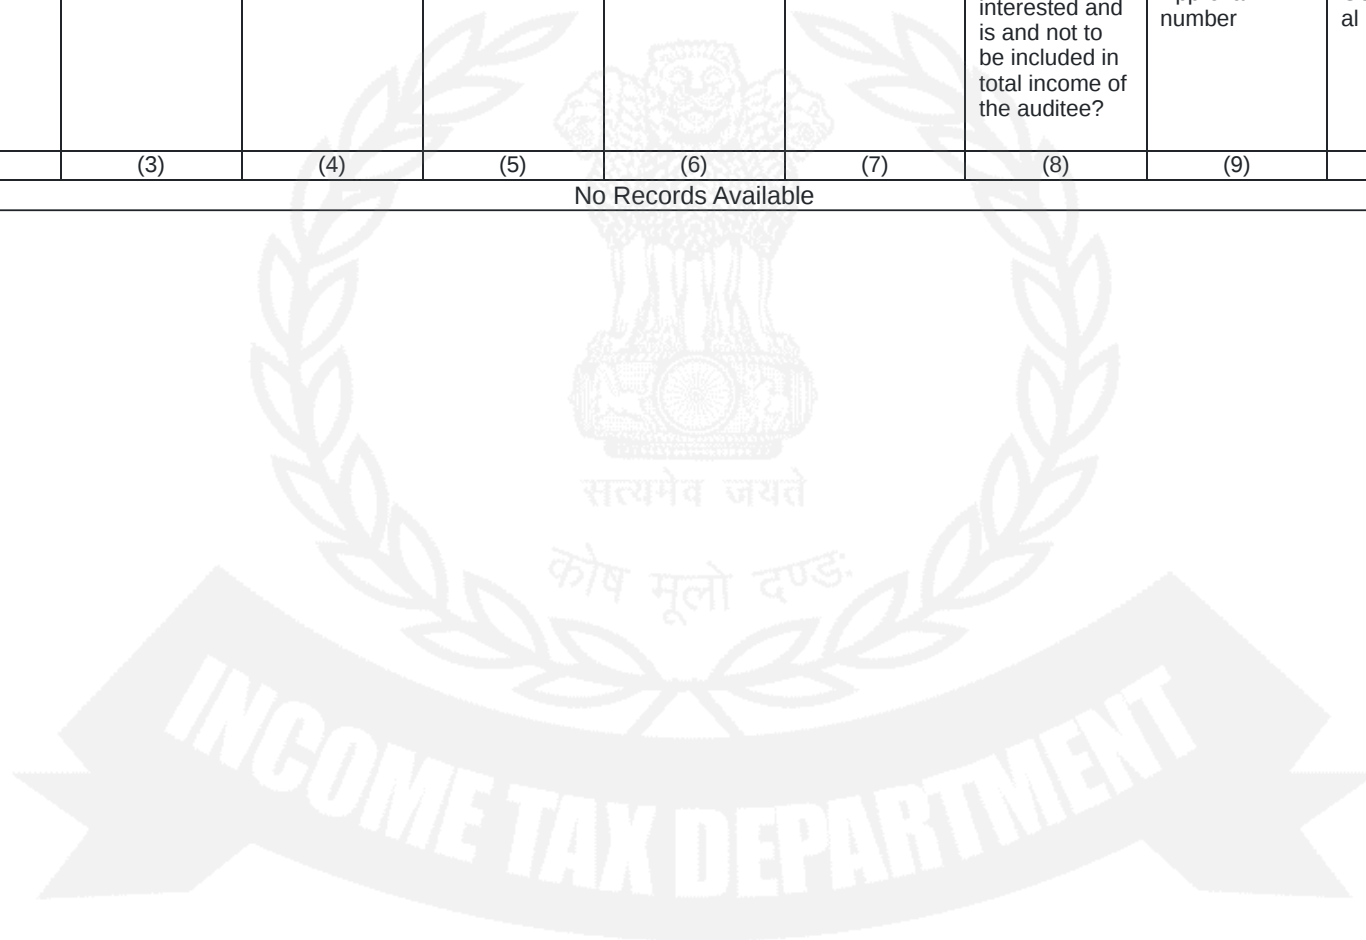 interested and
is and not to
be included in
total income of
the auditee?
number
al
(3) (4) (5) (6) (7) (8) (9)
No Records Available
सत्यमेव जयते
कोष मूलो दण्डः
INCOME TAX DEPARTMENT